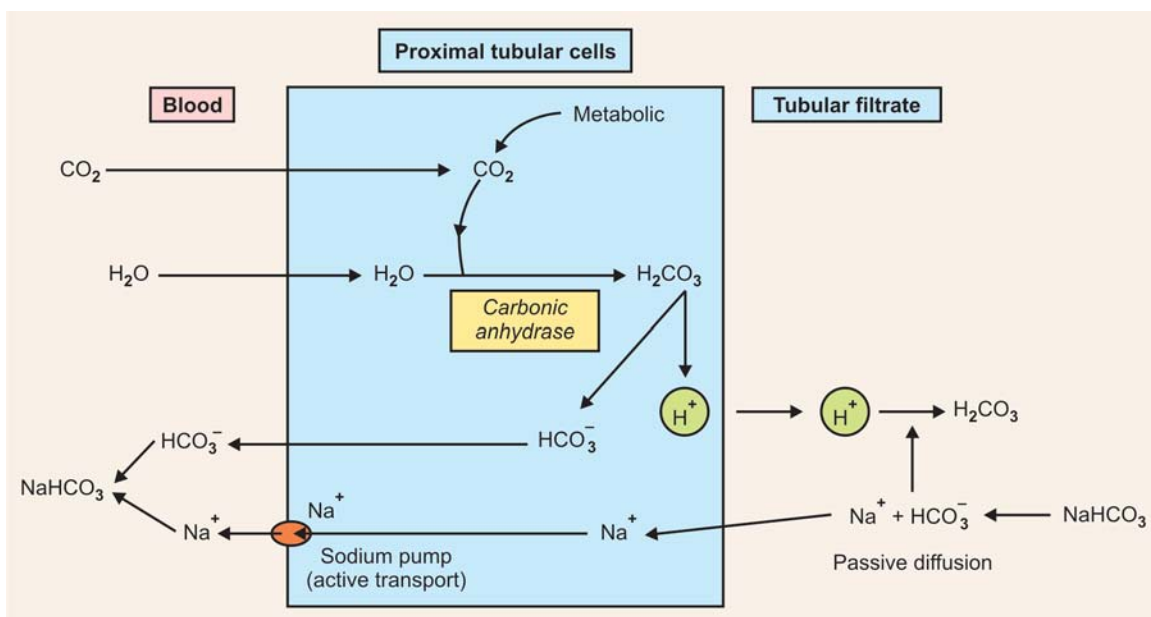 Proximal tubular cells
Blood
Tubular filtrate
Metabolic
CO₂
CO₂
H₂O
H₂O
H₂CO₃
Carbonic
anhydrase
H⁺
H⁺
H₂CO₃
HCO₃⁻
HCO₃⁻
NaHCO₃
Na⁺
Na⁺
Na⁺
Na⁺ + HCO₃⁻
NaHCO₃
Sodium pump
(active transport)
Passive diffusion